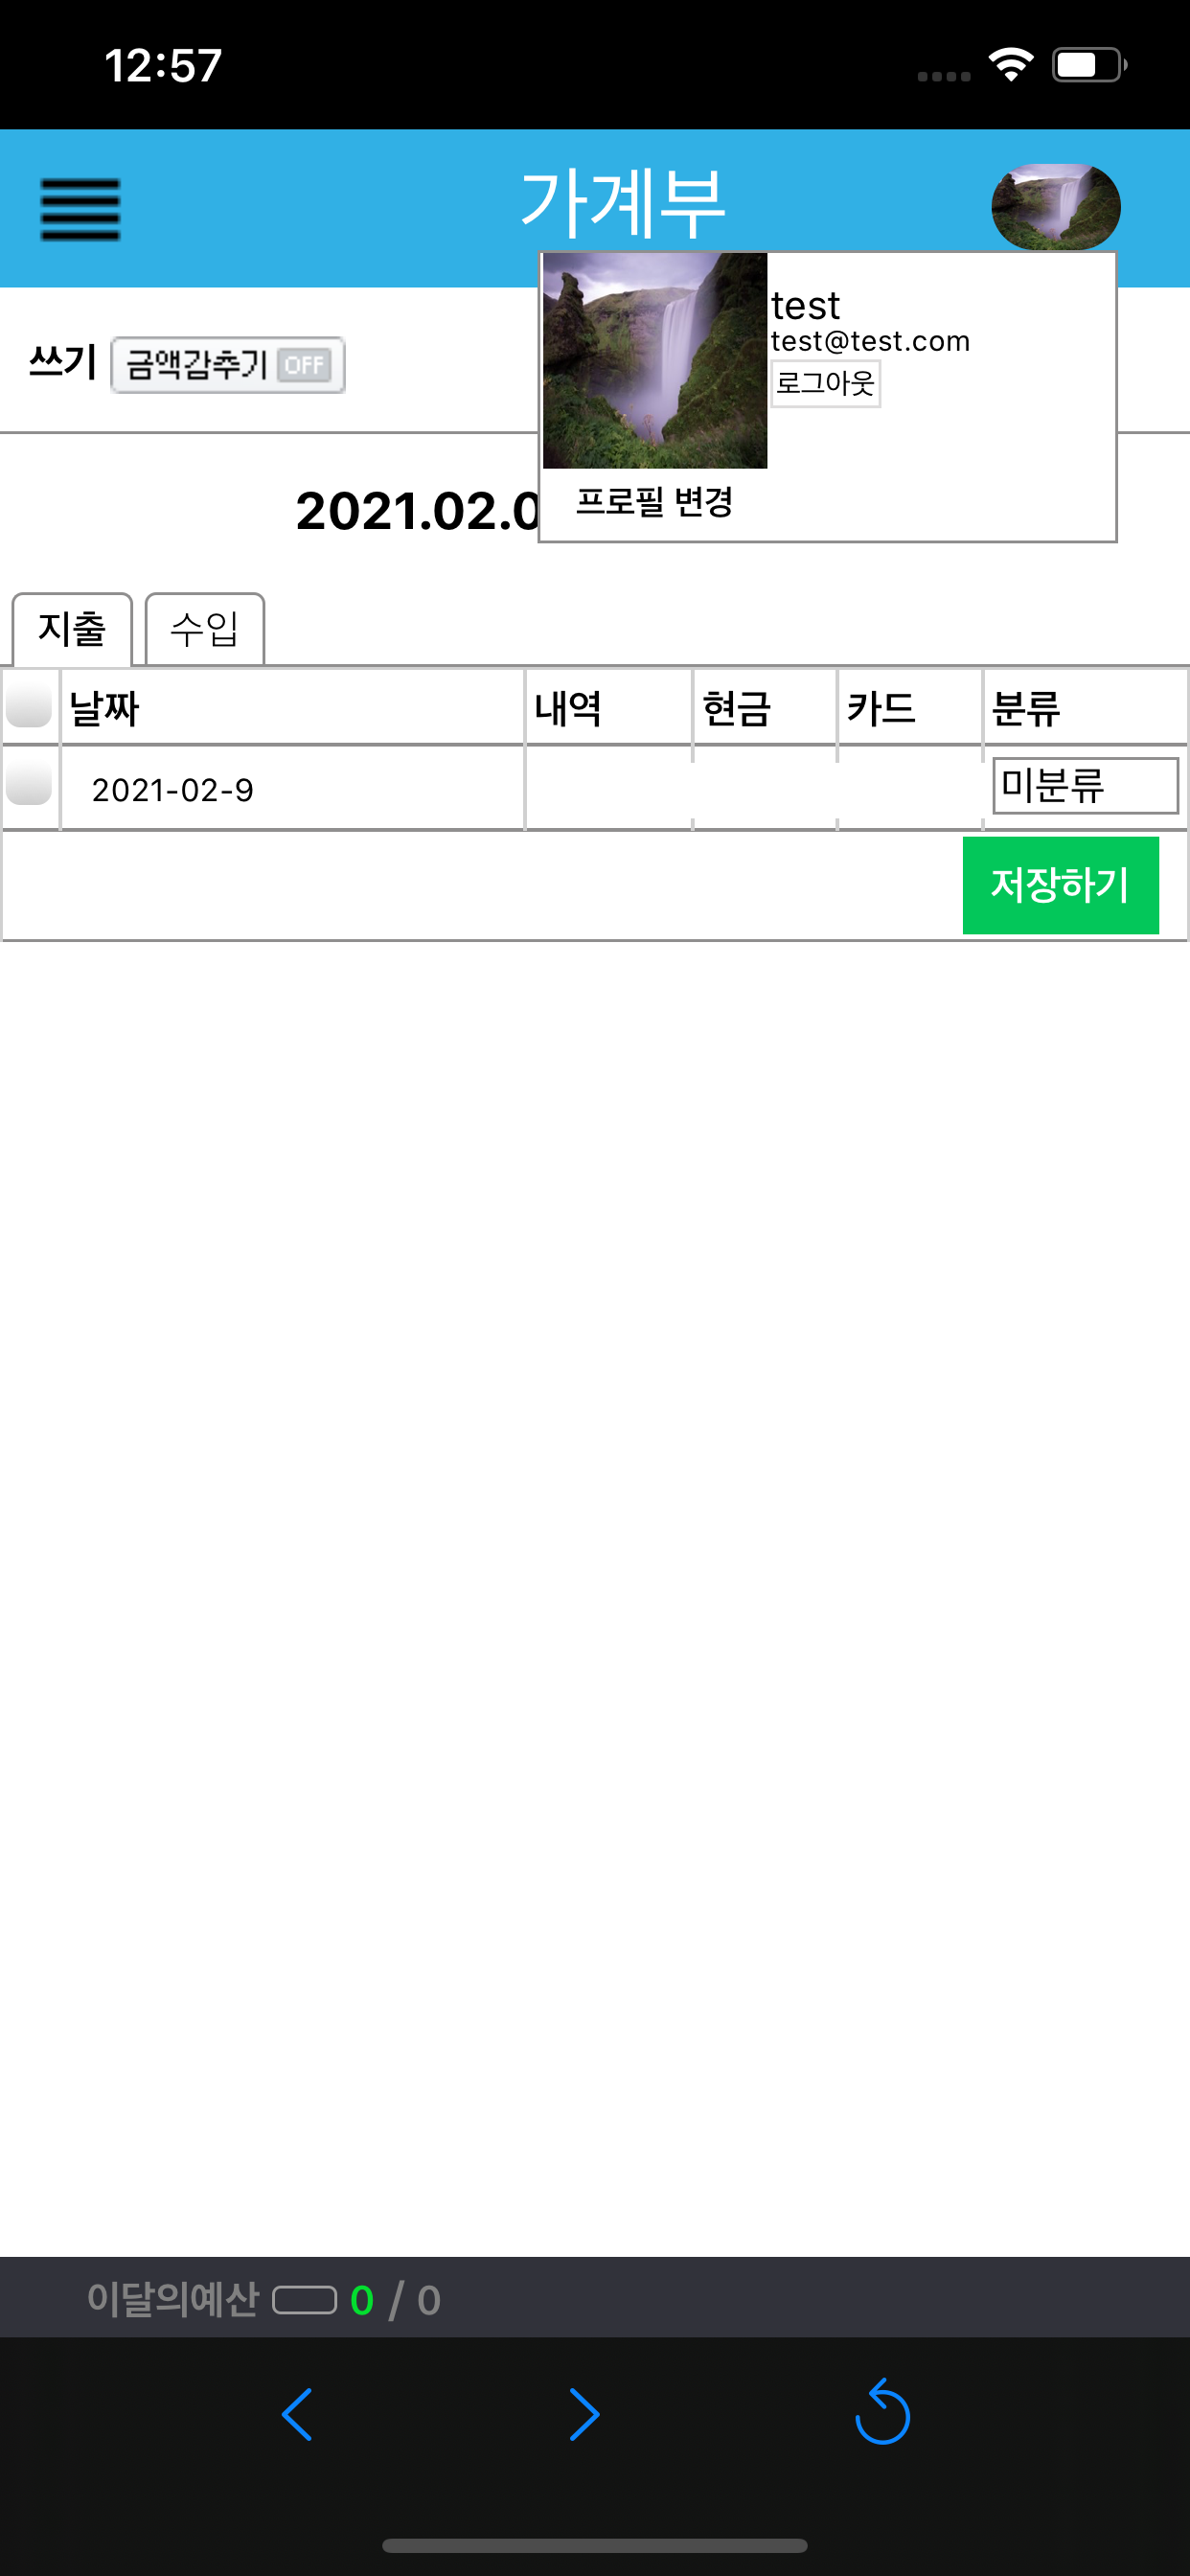 12:57
가계부
test
test@test.com
로그아웃
프로필 변경
쓰기 금액감추기 OFF
2021.02.0
지출 수입
날짜 내역 현금 카드 분류
2021-02-9 미분류
저장하기
이달의예산 0 / 0